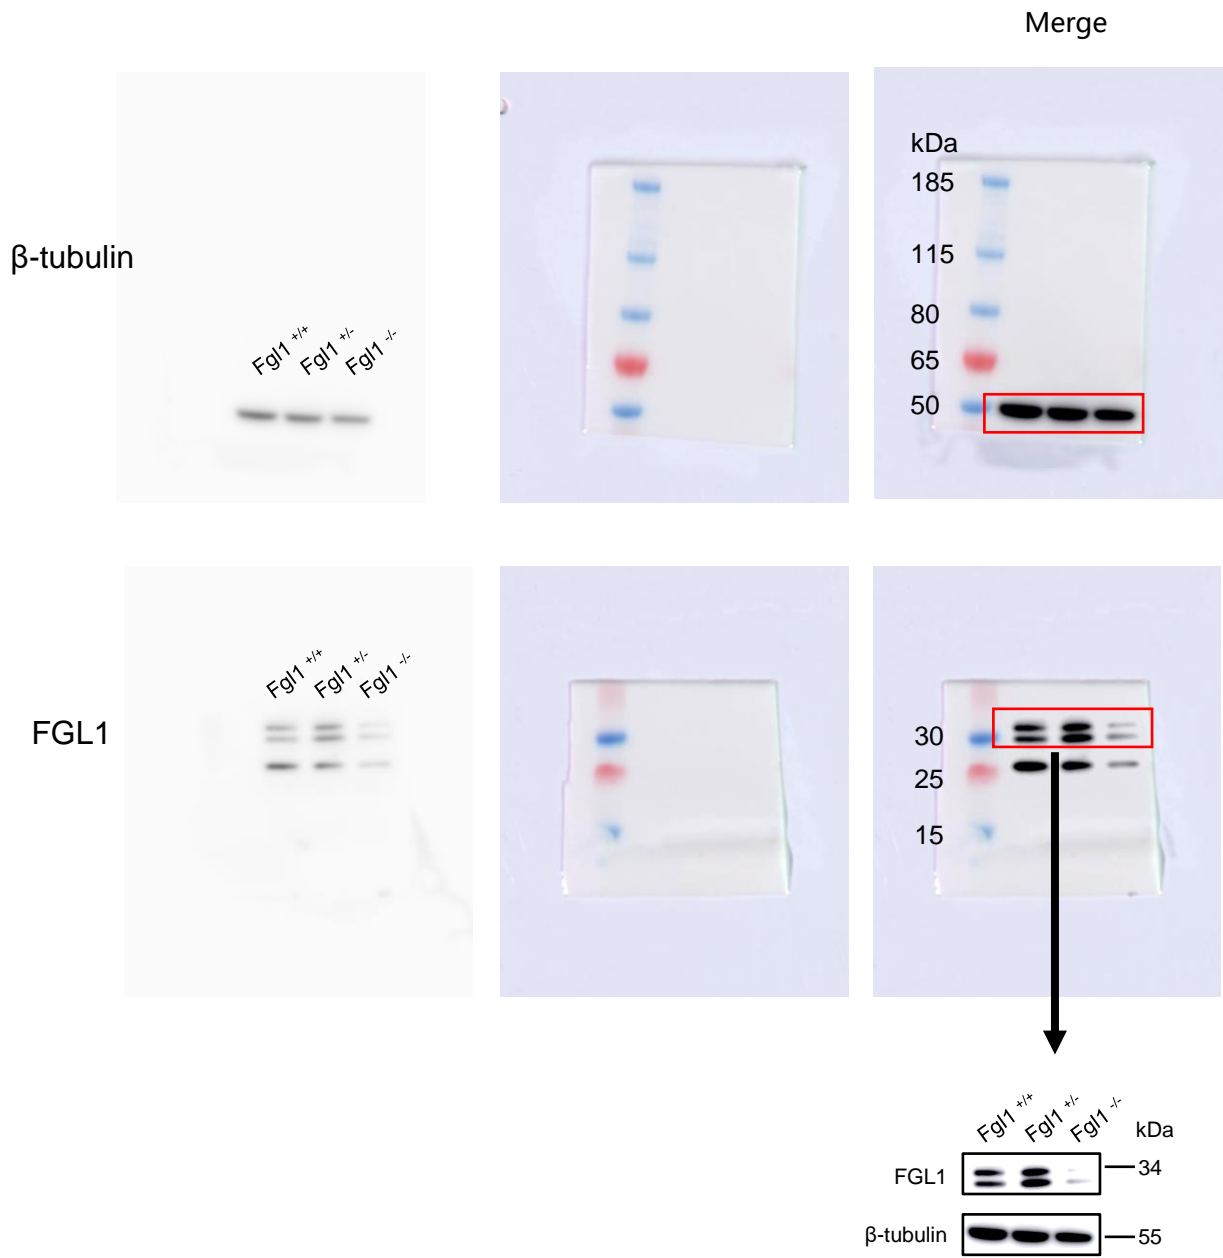 Merge
β-tubulin
Fgl1 +/+
Fgl1 +/-
Fgl1 -/-
kDa
185
115
80
65
50
FGL1
Fgl1 +/+
Fgl1 +/-
Fgl1 -/-
30
25
15
Fgl1 +/+
Fgl1 +/-
Fgl1 -/-
kDa
FGL1
34
β-tubulin
55